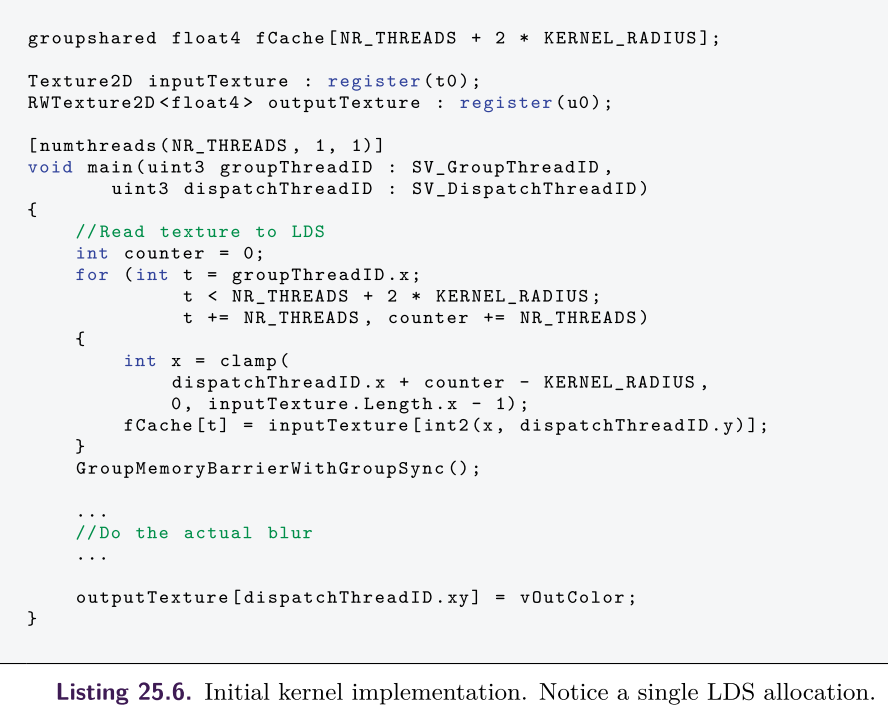 groupshared float4 fCache[NR_THREADS + 2 * KERNEL_RADIUS];
Texture2D inputTexture : register(t0);
RWTexture2D<float4> outputTexture : register(u0);
[numthreads(NR_THREADS, 1, 1)]
void main(uint3 groupThreadID : SV_GroupThreadID,
uint3 dispatchThreadID : SV_DispatchThreadID)
{
//Read texture to LDS
int counter = 0;
for (int t = groupThreadID.x;
t < NR_THREADS + 2 * KERNEL_RADIUS;
t += NR_THREADS, counter += NR_THREADS)
{
int x = clamp(
dispatchThreadID.x + counter - KERNEL_RADIUS,
0, inputTexture.Length.x - 1);
fCache[t] = inputTexture[int2(x, dispatchThreadID.y)];
}
GroupMemoryBarrierWithGroupSync();
...
//Do the actual blur
...
outputTexture[dispatchThreadID.xy] = vOutColor;
}
Listing 25.6. Initial kernel implementation. Notice a single LDS allocation.